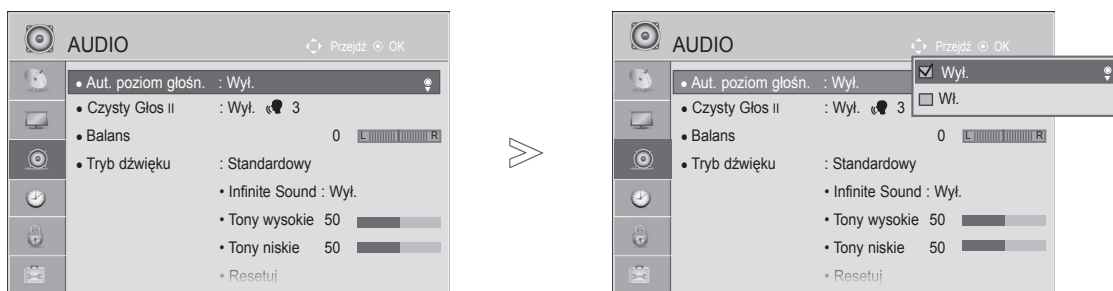 AUDIO
Przejdź OK
• Aut. poziom głośn. : Wył.
• Czysty Głos II : Wył. 3
• Balans 0 L R
• Tryb dźwięku : Standardowy
• Infinite Sound : Wył.
• Tony wysokie 50
• Tony niskie 50
• Resetuj
>
AUDIO
Przejdź OK
• Aut. poziom głośn. : Wył.
Wył.
Wł.
• Czysty Głos II : Wył. 3
• Balans 0 L R
• Tryb dźwięku : Standardowy
• Infinite Sound : Wył.
• Tony wysokie 50
• Tony niskie 50
• Resetuj